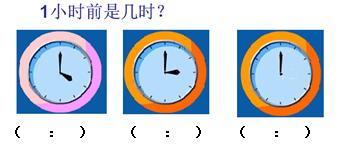 1小时前是几时？
（　：　）（　：　）（　：　）